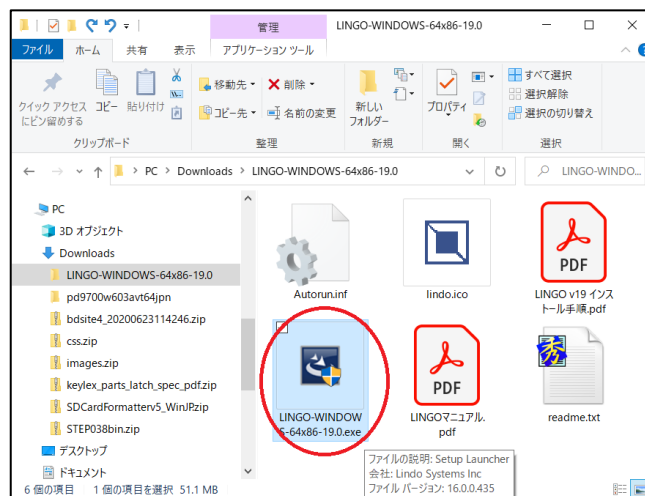 管理
LINGO-WINDOWS-64x86-19.0
ファイル
ホーム
共有
表示
アプリケーション ツール
クイック アクセス
にピン留めする
コピー
貼り付け
移動先
削除
コピー先
名前の変更
新しい
フォルダー
プロパティ
すべて選択
選択解除
選択の切り替え
クリップボード
整理
新規
開く
選択
PC
Downloads
LINGO-WINDOWS-64x86-19.0
LINGO-WINDO...
PC
3D オブジェクト
Downloads
LINGO-WINDOWS-64x86-19.0
pd9700w603avt64jpn
bdsite4_20200623114246.zip
css.zip
images.zip
keylex_parts_latch_spec_pdf.zip
SDCardFormatterv5_WinJP.zip
STEP038bin.zip
デスクトップ
ドキュメント
Autorun.inf
lindo.ico
PDF
LINGO v19 インス
トール手順.pdf
LINGO-WINDOW
S-64x86-19.0.exe
PDF
LINGOマニュアル.
pdf
秀
readme.txt
ファイルの説明: Setup Launcher
会社: Lindo Systems Inc
ファイル バージョン: 16.0.0.435
6 個の項目
1 個の項目を選択 51.1 MB